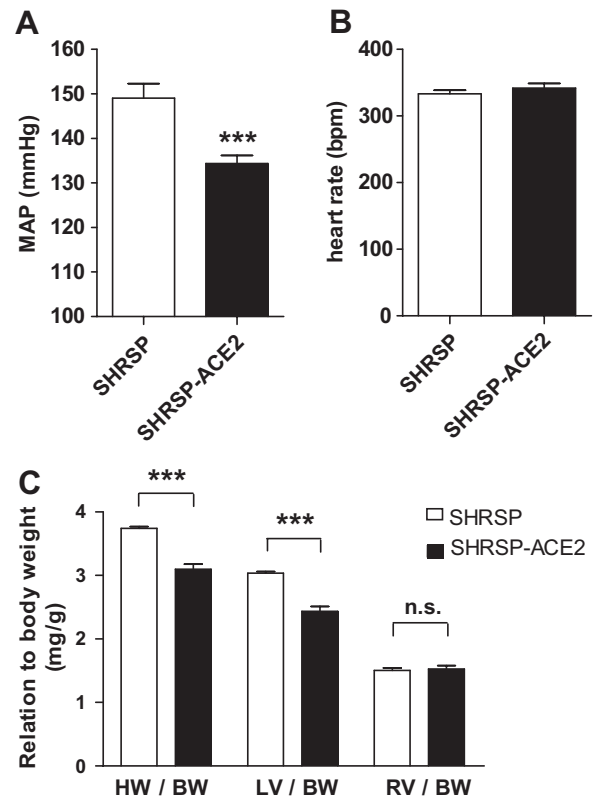 A
MAP (mmHg)
160
150
140
130
120
110
100
***
SHRSP
SHRSP-ACE2
B
heart rate (bpm)
400
300
200
100
0
SHRSP
SHRSP-ACE2
C
Relation to body weight
(mg/g)
4
3
2
1
0
***
***
n.s.
SHRSP
SHRSP-ACE2
HW / BW
LV / BW
RV / BW